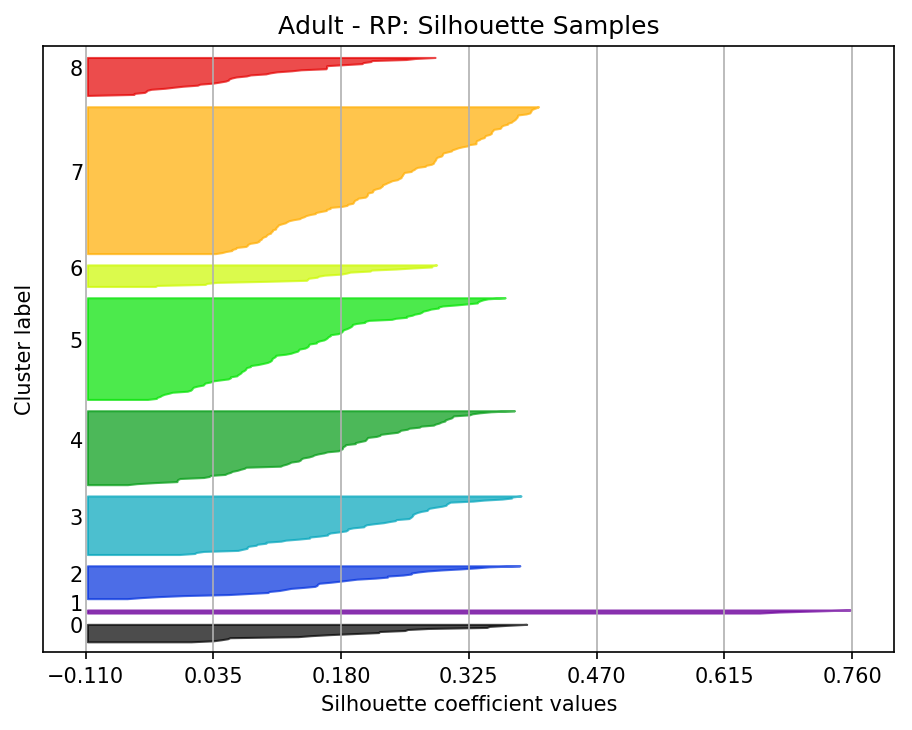 Adult - RP: Silhouette Samples
Cluster label
8
7
6
5
4
3
2
1
0
−0.110 0.035 0.180 0.325 0.470 0.615 0.760
Silhouette coefficient values